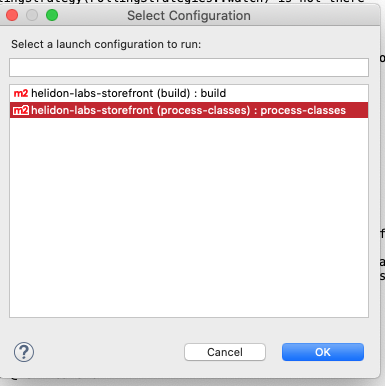 Select Configuration
Select a launch configuration to run:
m2 helidon-labs-storefront (build) : build
m2 helidon-labs-storefront (process-classes) : process-classes
?
Cancel
OK